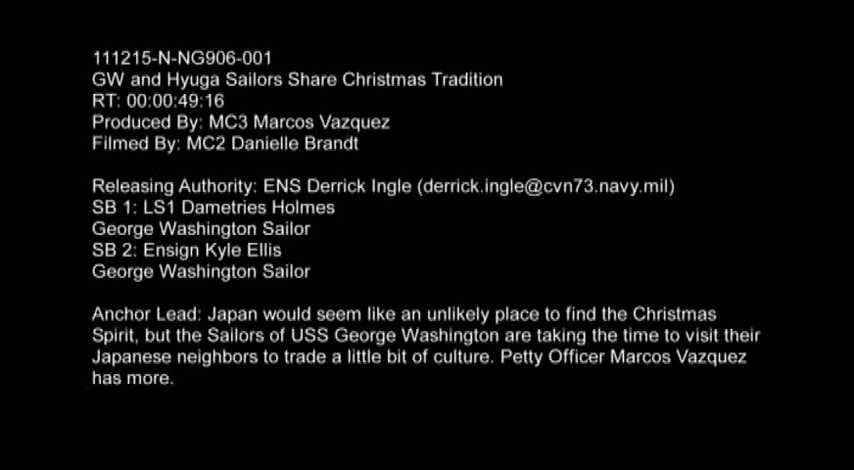 111215-N-NG906-001
GW and Hyuga Sailors Share Christmas Tradition
RT: 00:00:49:16
Produced By: MC3 Marcos Vazquez
Filmed By: MC2 Danielle Brandt
Releasing Authority: ENS Derrick Ingle (derrick.ingle@cvn73.navy.mil)
SB 1: LS1 Dametries Holmes
George Washington Sailor
SB 2: Ensign Kyle Ellis
George Washington Sailor
Anchor Lead: Japan would seem like an unlikely place to find the Christmas
Spirit, but the Sailors of USS George Washington are taking the time to visit their
Japanese neighbors to trade a little bit of culture. Petty Officer Marcos Vazquez
has more.